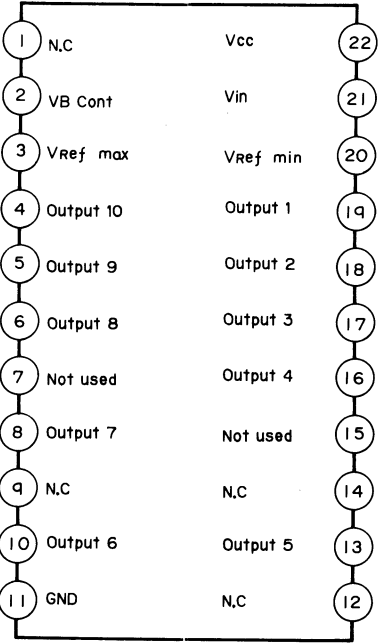 1 N.C Vcc 22
2 VB Cont Vin 21
3 VRef max VRef min 20
4 Output 10 Output 1 19
5 Output 9 Output 2 18
6 Output 8 Output 3 17
7 Not used Output 4 16
8 Output 7 Not used 15
9 N.C N.C 14
10 Output 6 Output 5 13
11 GND N.C 12